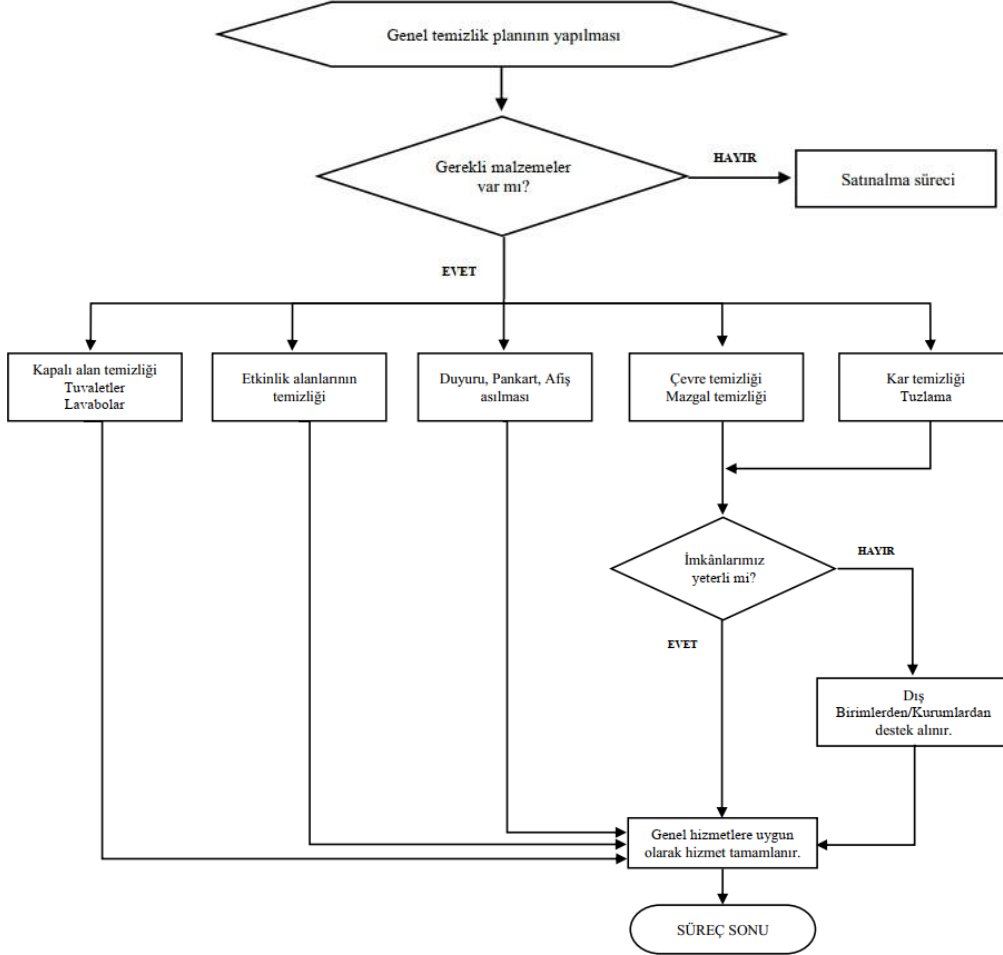 Genel temizlik planının yapılması
Gerekli malzemeler
var mı?
HAYIR
Satınalma süreci
EVET
Kapalı alan temizliği
Tuvaletler
Lavabolar
Etkinlik alanlarının
temizliği
Duyuru, Pankart, Afiş
asılması
Çevre temizliği
Mazgal temizliği
Kar temizliği
Tuzlama
İmkânlarımız
yeterli mi?
HAYIR
EVET
Dış
Birimlerden/Kurumlardan
destek alınır.
Genel hizmetlere uygun
olarak hizmet tamamlanır.
SÜREÇ SONU